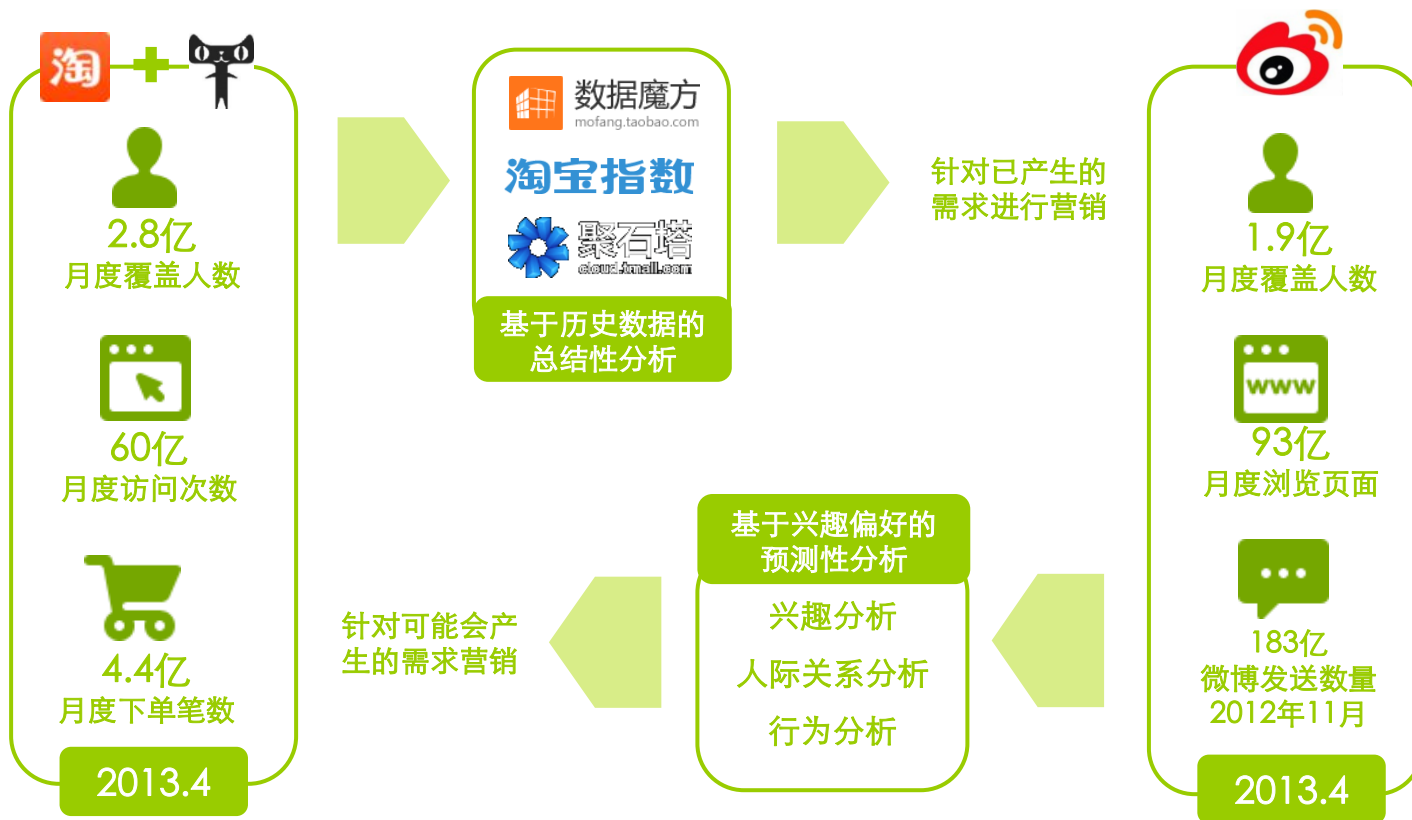 淘
2.8亿
月度覆盖人数
60亿
月度访问次数
4.4亿
月度下单笔数
2013.4
数据魔方
mofang.taobao.com
淘宝指数
聚石塔
cloud.tmall.com
基于历史数据的
总结性分析
针对已产生的
需求进行营销
1.9亿
月度覆盖人数
www
93亿
月度浏览页面
183亿
微博发送数量
2012年11月
2013.4
基于兴趣偏好的
预测性分析
兴趣分析
人际关系分析
行为分析
针对可能会产
生的需求营销